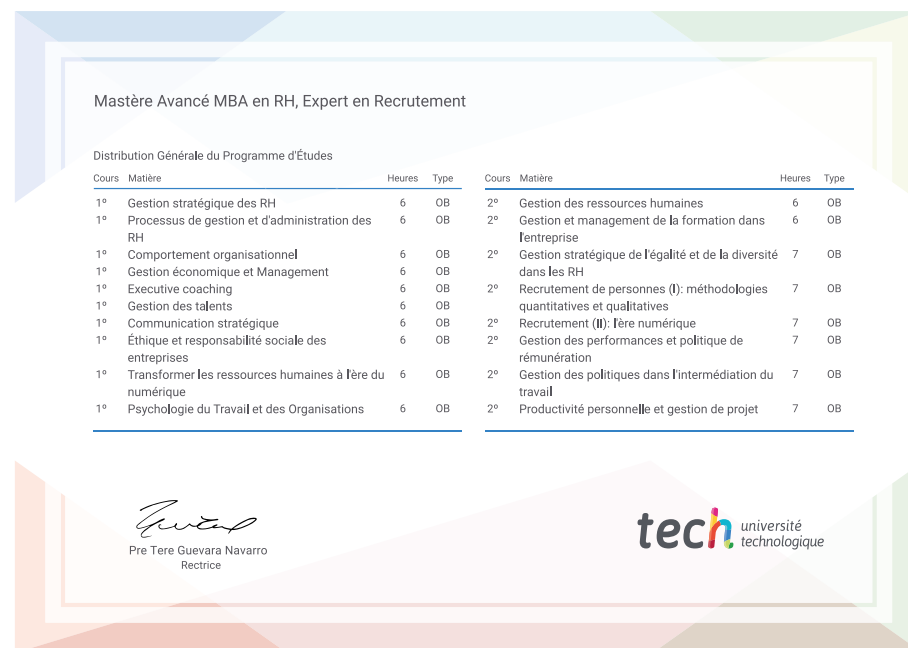 Mastère Avancé MBA en RH, Expert en Recrutement
Distribution Générale du Programme d'Études
Cours Matière Heures Type
1º Gestion stratégique des RH 6 OB
1º Processus de gestion et d'administration des 6 OB
RH
1º Comportement organisationnel 6 OB
1º Gestion économique et Management 6 OB
1º Executive coaching 6 OB
1º Gestion des talents 6 OB
1º Communication stratégique 6 OB
1º Éthique et responsabilité sociale des 6 OB
entreprises
1º Transformer les ressources humaines à l'ère du 6 OB
numérique
1º Psychologie du Travail et des Organisations 6 OB
Cours Matière Heures Type
2º Gestion des ressources humaines 6 OB
2º Gestion et management de la formation dans 6 OB
l'entreprise
2º Gestion stratégique de l'égalité et de la diversité 7 OB
dans les RH
2º Recrutement de personnes (I): méthodologies 7 OB
quantitatives et qualitatives
2º Recrutement (II): l'ère numérique 7 OB
2º Gestion des performances et politique de 7 OB
rémunération
2º Gestion des politiques dans l'intermédiation du 7 OB
travail
2º Productivité personnelle et gestion de projet 7 OB
Pre Tere Guevara Navarro
Rectrice
tech université
technologique